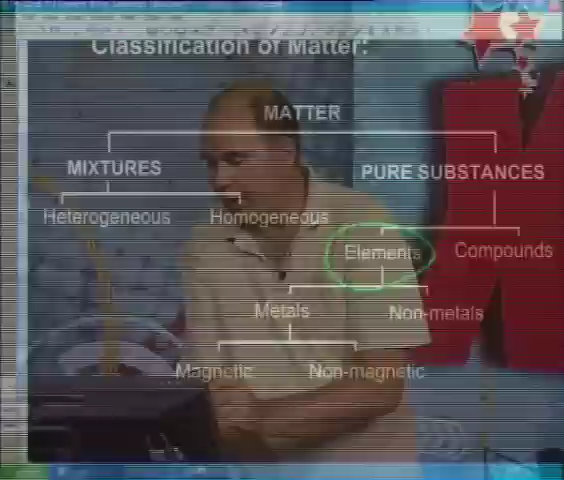 Classification of Matter:
MATTER
MIXTURES
PURE SUBSTANCES
Heterogeneous
Homogeneous
Elements
Compounds
Metals
Non-metals
Magnetic
Non-magnetic